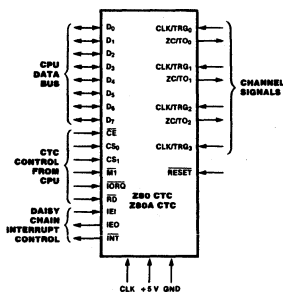 CPU
DATA
BUS
D0
D1
D2
D3
D4
D5
D6
D7
CTC
CONTROL
FROM
CPU
CE
CS0
CS1
M1
IORQ
RD
DAISY
CHAIN
INTERRUPT
CONTROL
IEI
IEO
INT
CLK/TRG0
ZC/TO0
CLK/TRG1
ZC/TO1
CLK/TRG2
ZC/TO2
CLK/TRG3
RESET
CHANNEL
SIGNALS
Z80 CTC
Z80A CTC
CLK +5 V GND